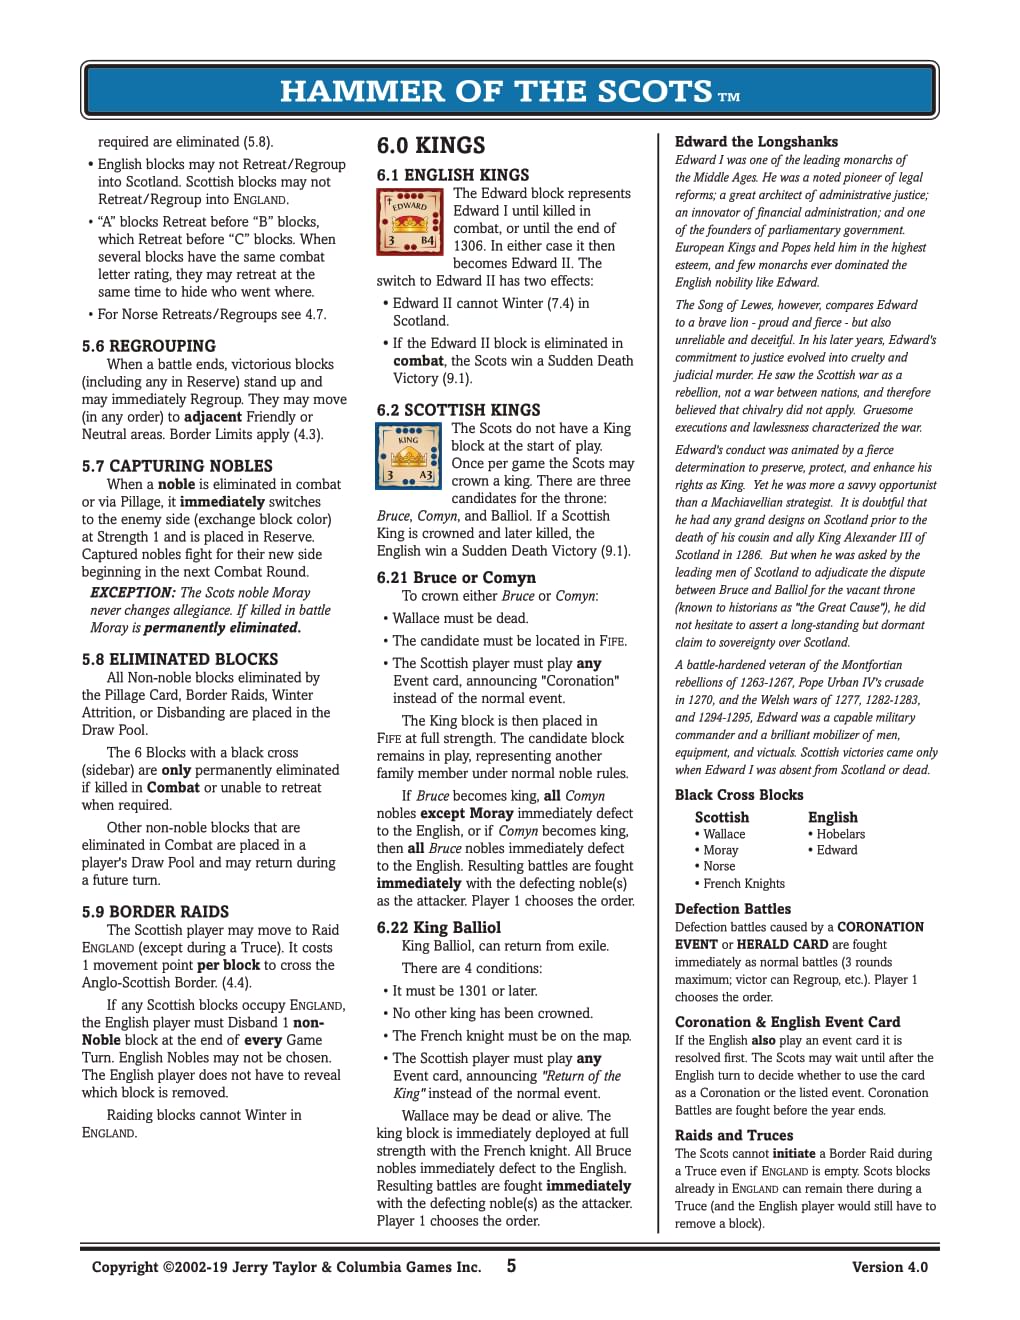 HAMMER OF THE SCOTS TM
required are eliminated (5.8).
• English blocks may not Retreat/Regroup
into Scotland. Scottish blocks may not
Retreat/Regroup into ENGLAND.
• “A” blocks Retreat before “B” blocks,
which Retreat before “C” blocks. When
several blocks have the same combat
letter rating, they may retreat at the
same time to hide who went where.
• For Norse Retreats/Regroups see 4.7.
5.6 REGROUPING
When a battle ends, victorious blocks
(including any in Reserve) stand up and
may immediately Regroup. They may move
(in any order) to adjacent Friendly or
Neutral areas. Border Limits apply (4.3).
5.7 CAPTURING NOBLES
When a noble is eliminated in combat
or via Pillage, it immediately switches
to the enemy side (exchange block color)
at Strength 1 and is placed in Reserve.
Captured nobles fight for their new side
beginning in the next Combat Round.
EXCEPTION: The Scots noble Moray
never changes allegiance. If killed in battle
Moray is permanently eliminated.
5.8 ELIMINATED BLOCKS
All Non-noble blocks eliminated by
the Pillage Card, Border Raids, Winter
Attrition, or Disbanding are placed in the
Draw Pool.
The 6 Blocks with a black cross
(sidebar) are only permanently eliminated
if killed in Combat or unable to retreat
when required.
Other non-noble blocks that are
eliminated in Combat are placed in a
player's Draw Pool and may return during
a future turn.
5.9 BORDER RAIDS
The Scottish player may move to Raid
ENGLAND (except during a Truce). It costs
1 movement point per block to cross the
Anglo-Scottish Border. (4.4).
If any Scottish blocks occupy ENGLAND,
the English player must Disband 1 non-
Noble block at the end of every Game
Turn. English Nobles may not be chosen.
The English player does not have to reveal
which block is removed.
Raiding blocks cannot Winter in
ENGLAND.
6.0 KINGS
6.1 ENGLISH KINGS
EDWARD
3 B4
The Edward block represents
Edward I until killed in
combat, or until the end of
1306. In either case it then
becomes Edward II. The
switch to Edward II has two effects:
• Edward II cannot Winter (7.4) in
Scotland.
• If the Edward II block is eliminated in
combat, the Scots win a Sudden Death
Victory (9.1).
6.2 SCOTTISH KINGS
KING
3 A3
The Scots do not have a King
block at the start of play.
Once per game the Scots may
crown a king. There are three
candidates for the throne:
Bruce, Comyn, and Balliol. If a Scottish
King is crowned and later killed, the
English win a Sudden Death Victory (9.1).
6.21 Bruce or Comyn
To crown either Bruce or Comyn:
• Wallace must be dead.
• The candidate must be located in FIFE.
• The Scottish player must play any
Event card, announcing "Coronation"
instead of the normal event.
The King block is then placed in
FIFE at full strength. The candidate block
remains in play, representing another
family member under normal noble rules.
If Bruce becomes king, all Comyn
nobles except Moray immediately defect
to the English, or if Comyn becomes king,
then all Bruce nobles immediately defect
to the English. Resulting battles are fought
immediately with the defecting noble(s)
as the attacker. Player 1 chooses the order.
6.22 King Balliol
King Balliol, can return from exile.
There are 4 conditions:
• It must be 1301 or later.
• No other king has been crowned.
• The French knight must be on the map.
• The Scottish player must play any
Event card, announcing "Return of the
King" instead of the normal event.
Wallace may be dead or alive. The
king block is immediately deployed at full
strength with the French knight. All Bruce
nobles immediately defect to the English.
Resulting battles are fought immediately
with the defecting noble(s) as the attacker.
Player 1 chooses the order.
Edward the Longshanks
Edward I was one of the leading monarchs of
the Middle Ages. He was a noted pioneer of legal
reforms; a great architect of administrative justice;
an innovator of financial administration; and one
of the founders of parliamentary government.
European Kings and Popes held him in the highest
esteem, and few monarchs ever dominated the
English nobility like Edward.
The Song of Lewes, however, compares Edward
to a brave lion - proud and fierce - but also
unreliable and deceitful. In his later years, Edward's
commitment to justice evolved into cruelty and
judicial murder. He saw the Scottish war as a
rebellion, not a war between nations, and therefore
believed that chivalry did not apply. Gruesome
executions and lawlessness characterized the war.
Edward's conduct was animated by a fierce
determination to preserve, protect, and enhance his
rights as King. Yet he was more a savvy opportunist
than a Machiavellian strategist. It is doubtful that
he had any grand designs on Scotland prior to the
death of his cousin and ally King Alexander III of
Scotland in 1286. But when he was asked by the
leading men of Scotland to adjudicate the dispute
between Bruce and Balliol for the vacant throne
(known to historians as "the Great Cause"), he did
not hesitate to assert a long-standing but dormant
claim to sovereignty over Scotland.
A battle-hardened veteran of the Montfortian
rebellions of 1263-1267, Pope Urban IV's crusade
in 1270, and the Welsh wars of 1277, 1282-1283,
and 1294-1295, Edward was a capable military
commander and a brilliant mobilizer of men,
equipment, and victuals. Scottish victories came only
when Edward I was absent from Scotland or dead.
Black Cross Blocks
Scottish English
• Wallace • Hobelars
• Moray • Edward
• Norse
• French Knights
Defection Battles
Defection battles caused by a CORONATION
EVENT or HERALD CARD are fought
immediately as normal battles (3 rounds
maximum; victor can Regroup, etc.). Player 1
chooses the order.
Coronation & English Event Card
If the English also play an event card it is
resolved first. The Scots may wait until after the
English turn to decide whether to use the card
as a Coronation or the listed event. Coronation
Battles are fought before the year ends.
Raids and Truces
The Scots cannot initiate a Border Raid during
a Truce even if ENGLAND is empty. Scots blocks
already in ENGLAND can remain there during a
Truce (and the English player would still have to
remove a block).
Copyright ©2002-19 Jerry Taylor & Columbia Games Inc. 5 Version 4.0